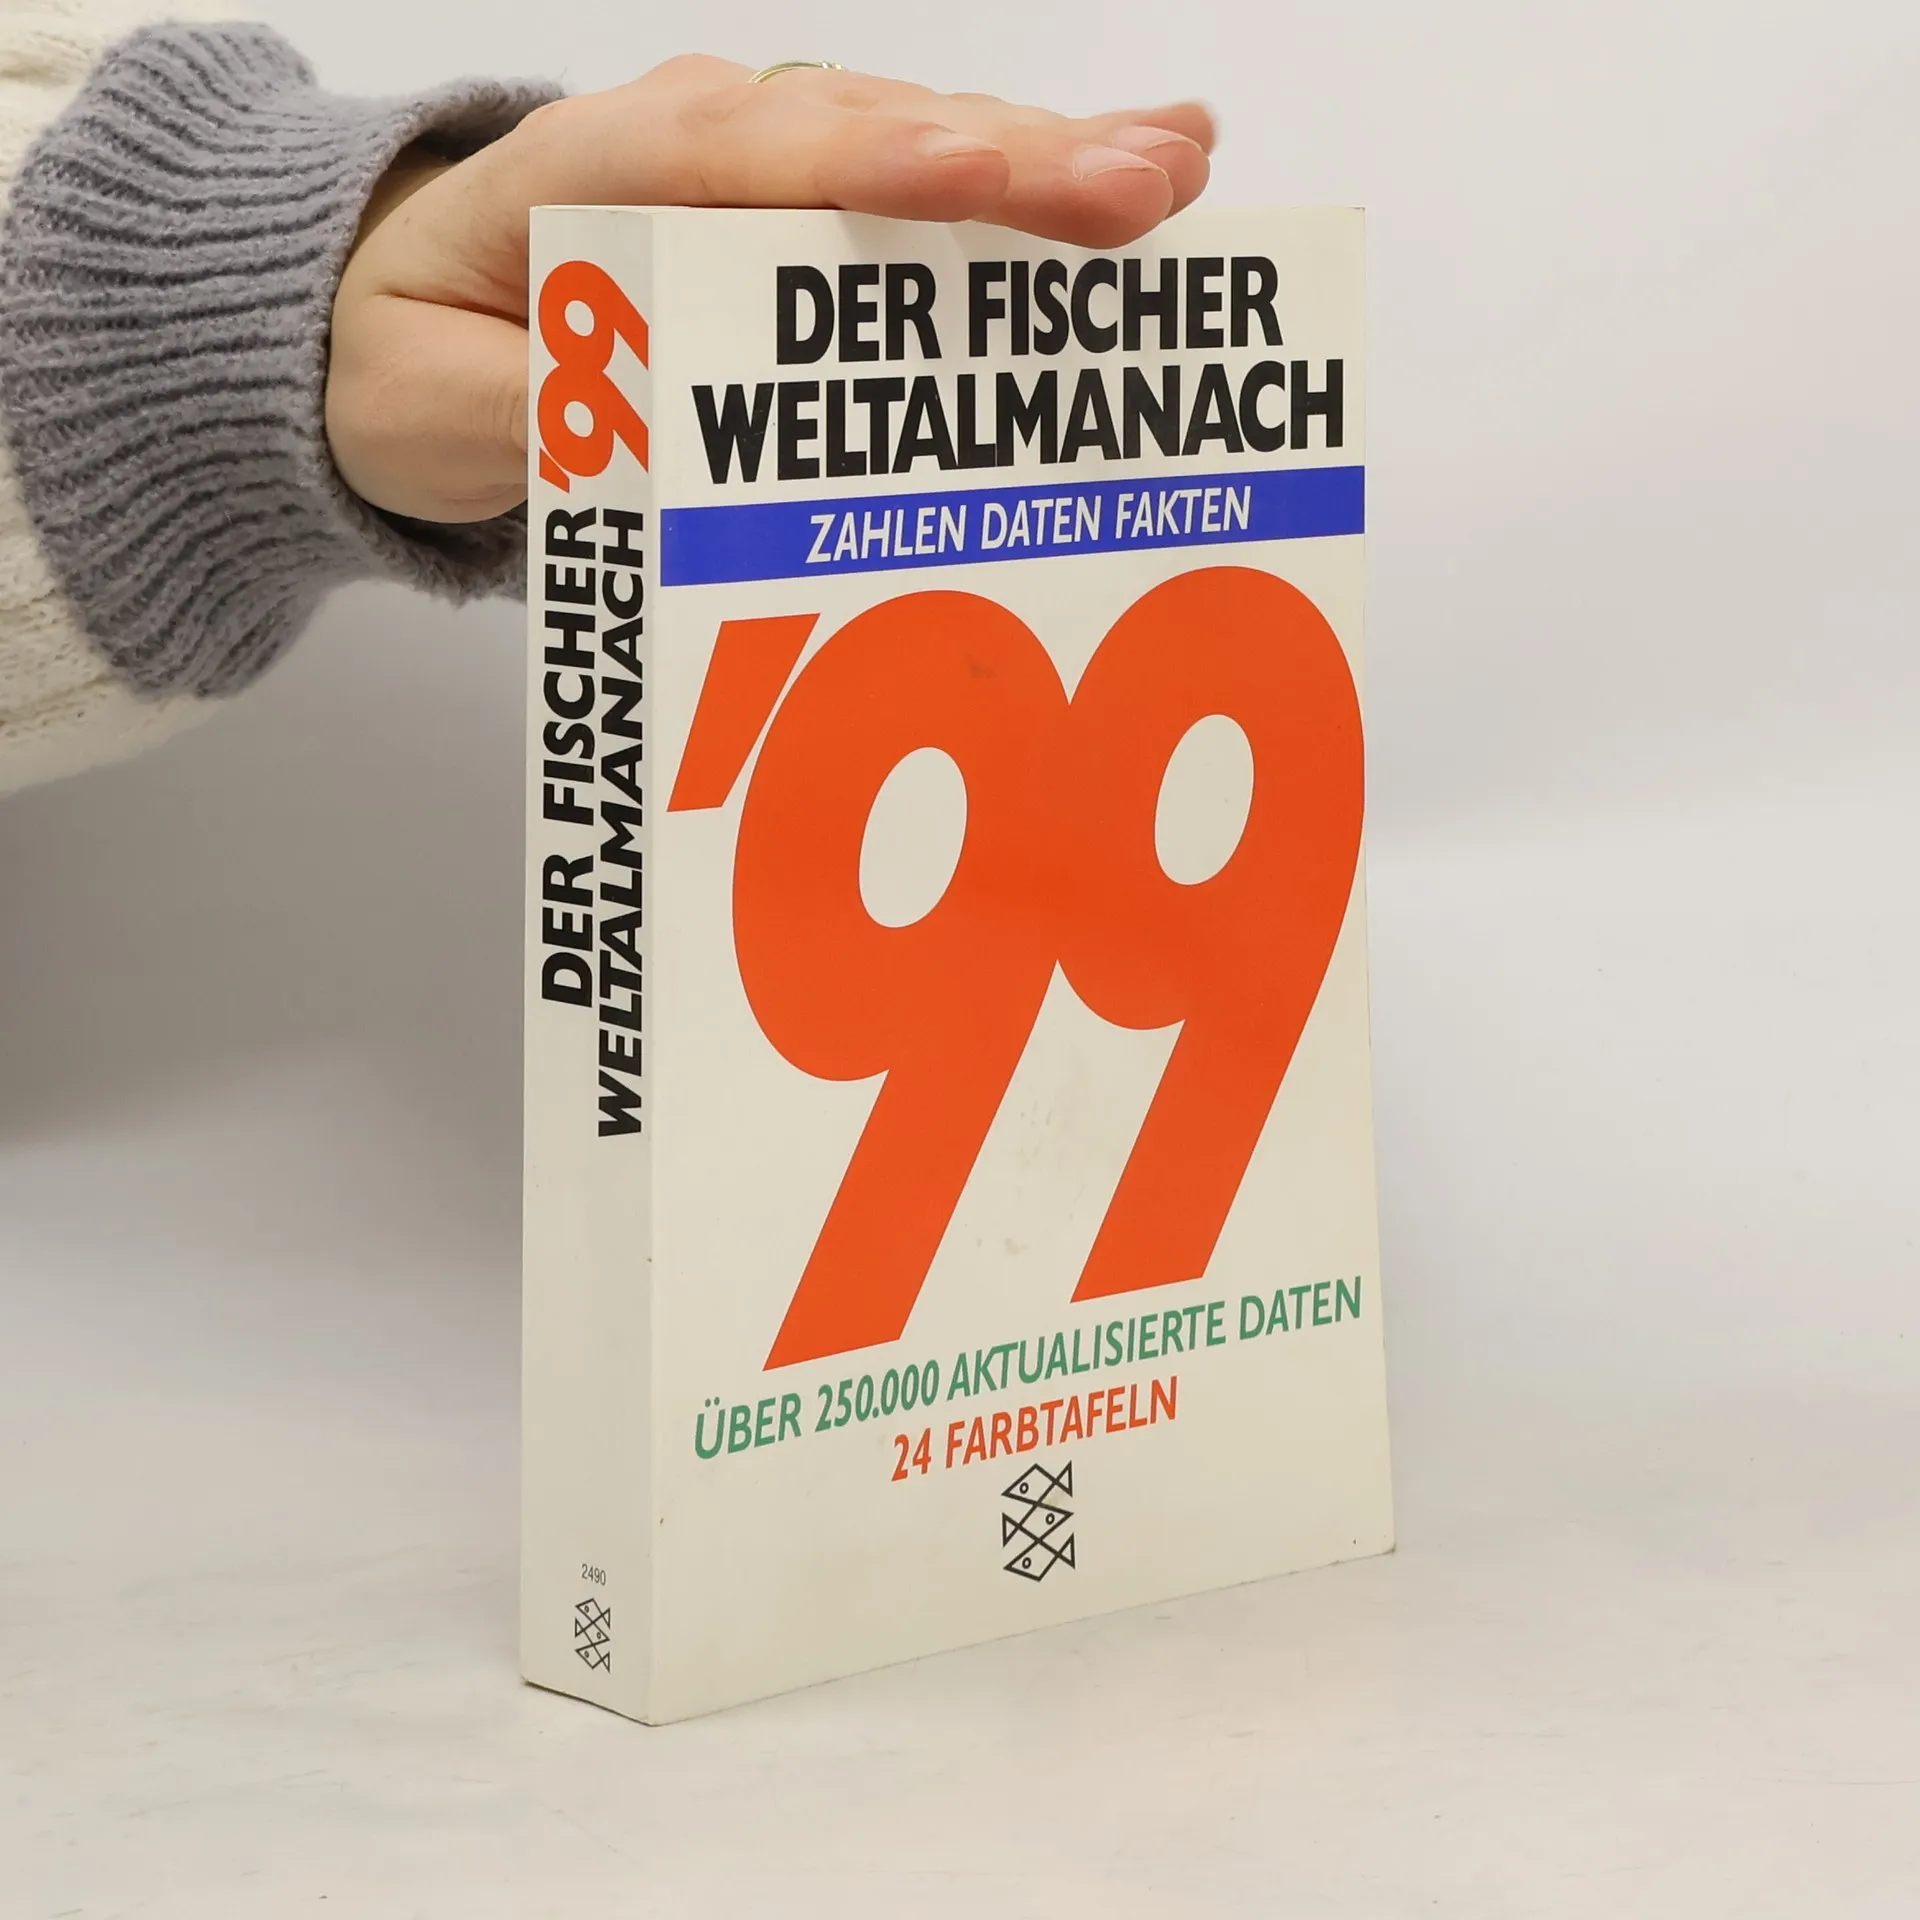 DER FISCHER
WELTALMANACH
ZAHLEN DATEN FAKTEN
'99
ÜBER 250.000 AKTUALISIERTE DATEN
24 FARBTAFELN
DER FISCHER
WELTALMANACH
'99
2490